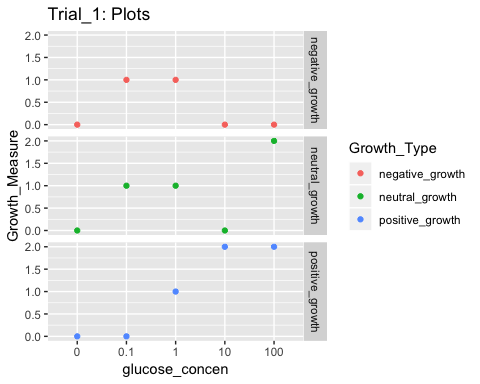 Trial_1: Plots
Growth_Measure
2.0
1.5
1.0
0.5
0.0
negative_growth
2.0
1.5
1.0
0.5
0.0
neutral_growth
2.0
1.5
1.0
0.5
0.0
positive_growth
0 0.1 1 10 100
glucose_concen
Growth_Type
negative_growth
neutral_growth
positive_growth